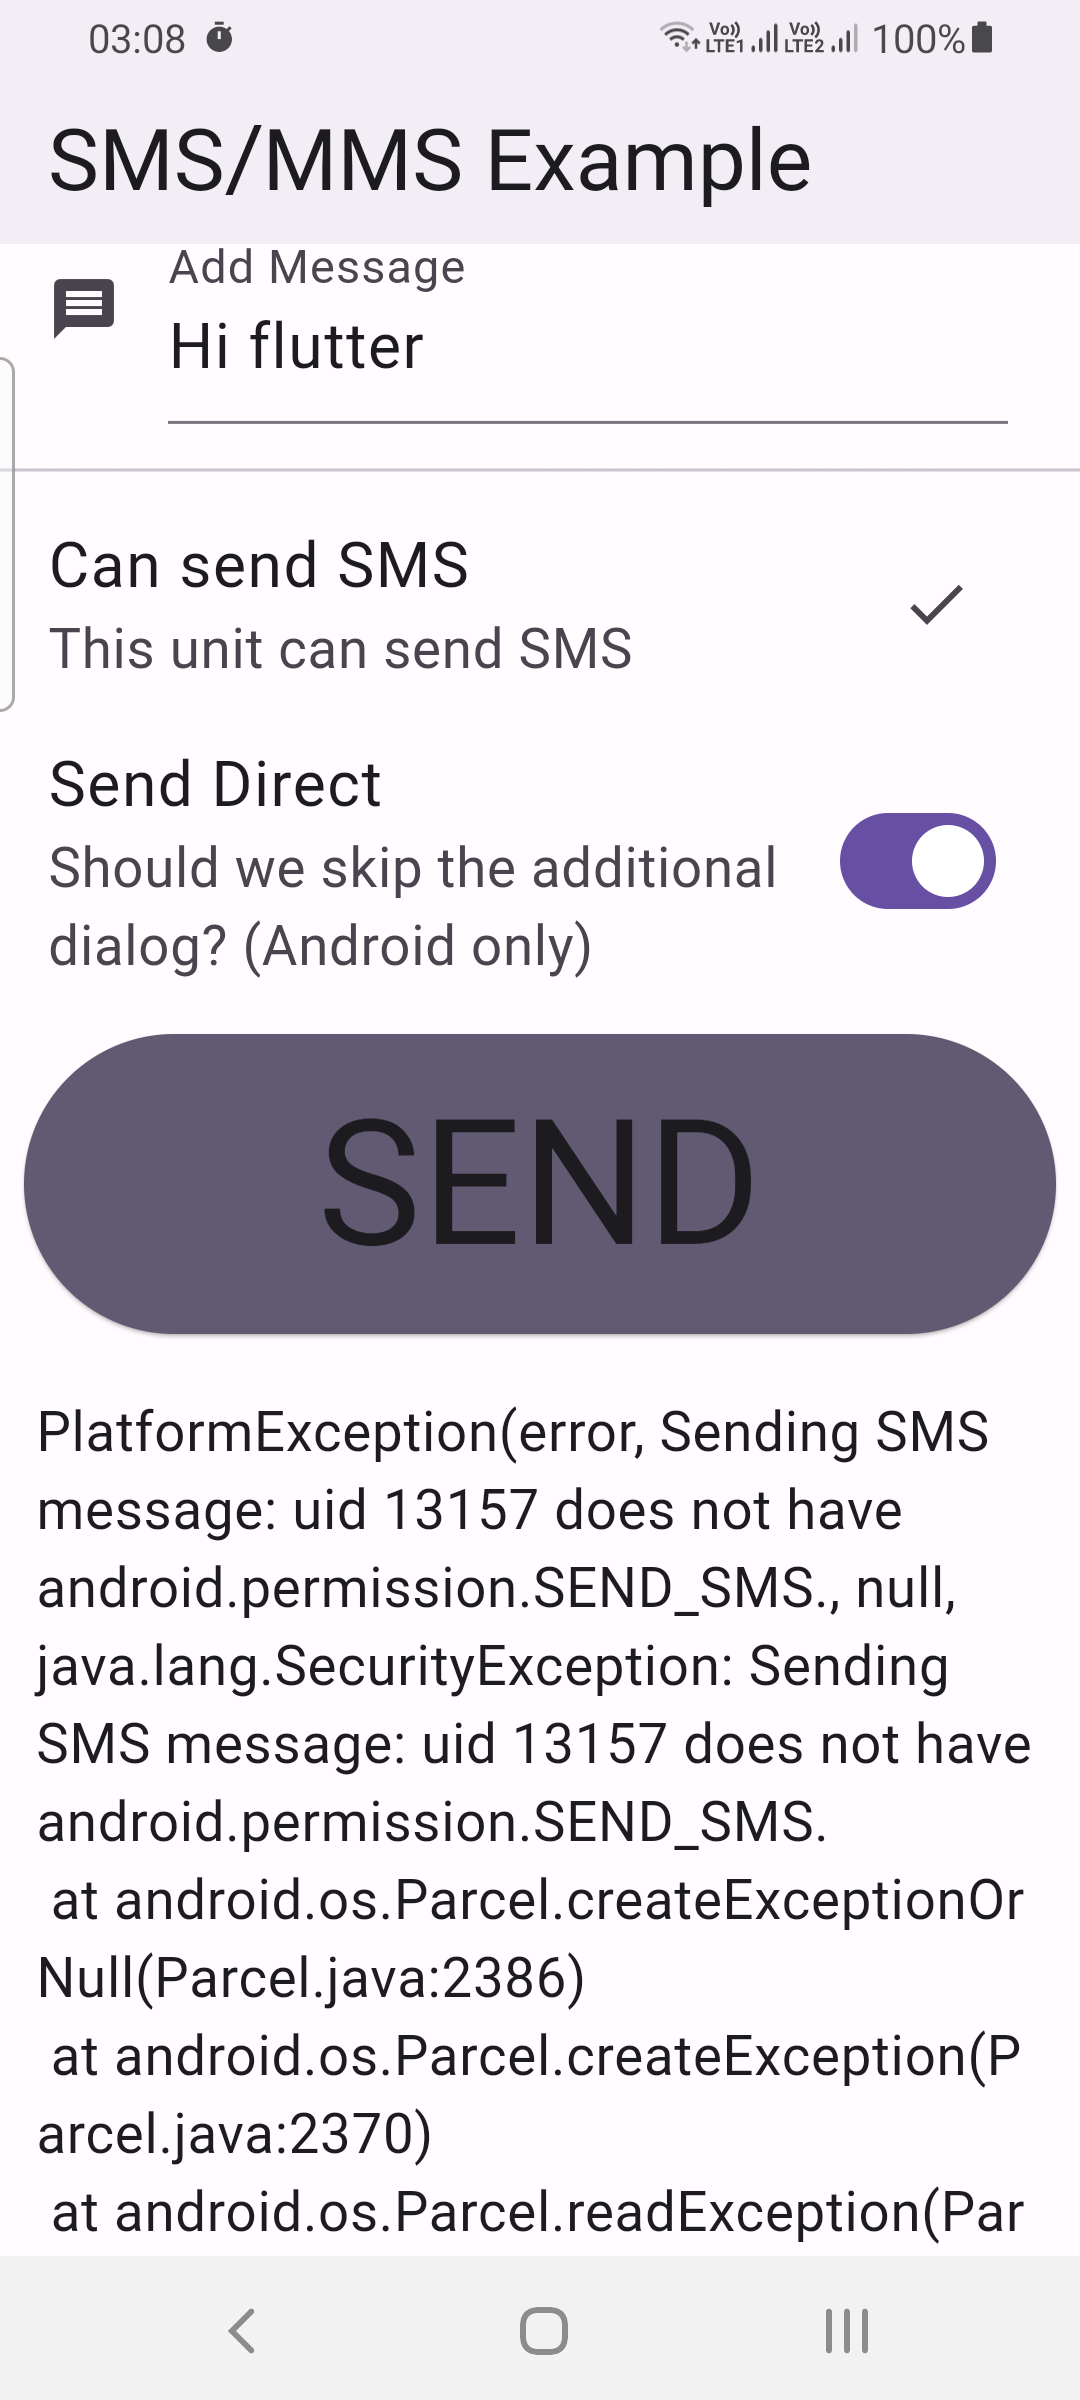 03:08
Vo)) LTE1 Vo)) LTE2 100%
SMS/MMS Example
Add Message
Hi flutter
Can send SMS
This unit can send SMS
Send Direct
Should we skip the additional
dialog? (Android only)
SEND
PlatformException(error, Sending SMS
message: uid 13157 does not have
android.permission.SEND_SMS., null,
java.lang.SecurityException: Sending
SMS message: uid 13157 does not have
android.permission.SEND_SMS.
at android.os.Parcel.createExceptionOr
Null(Parcel.java:2386)
at android.os.Parcel.createException(P
arcel.java:2370)
at android.os.Parcel.readException(Par